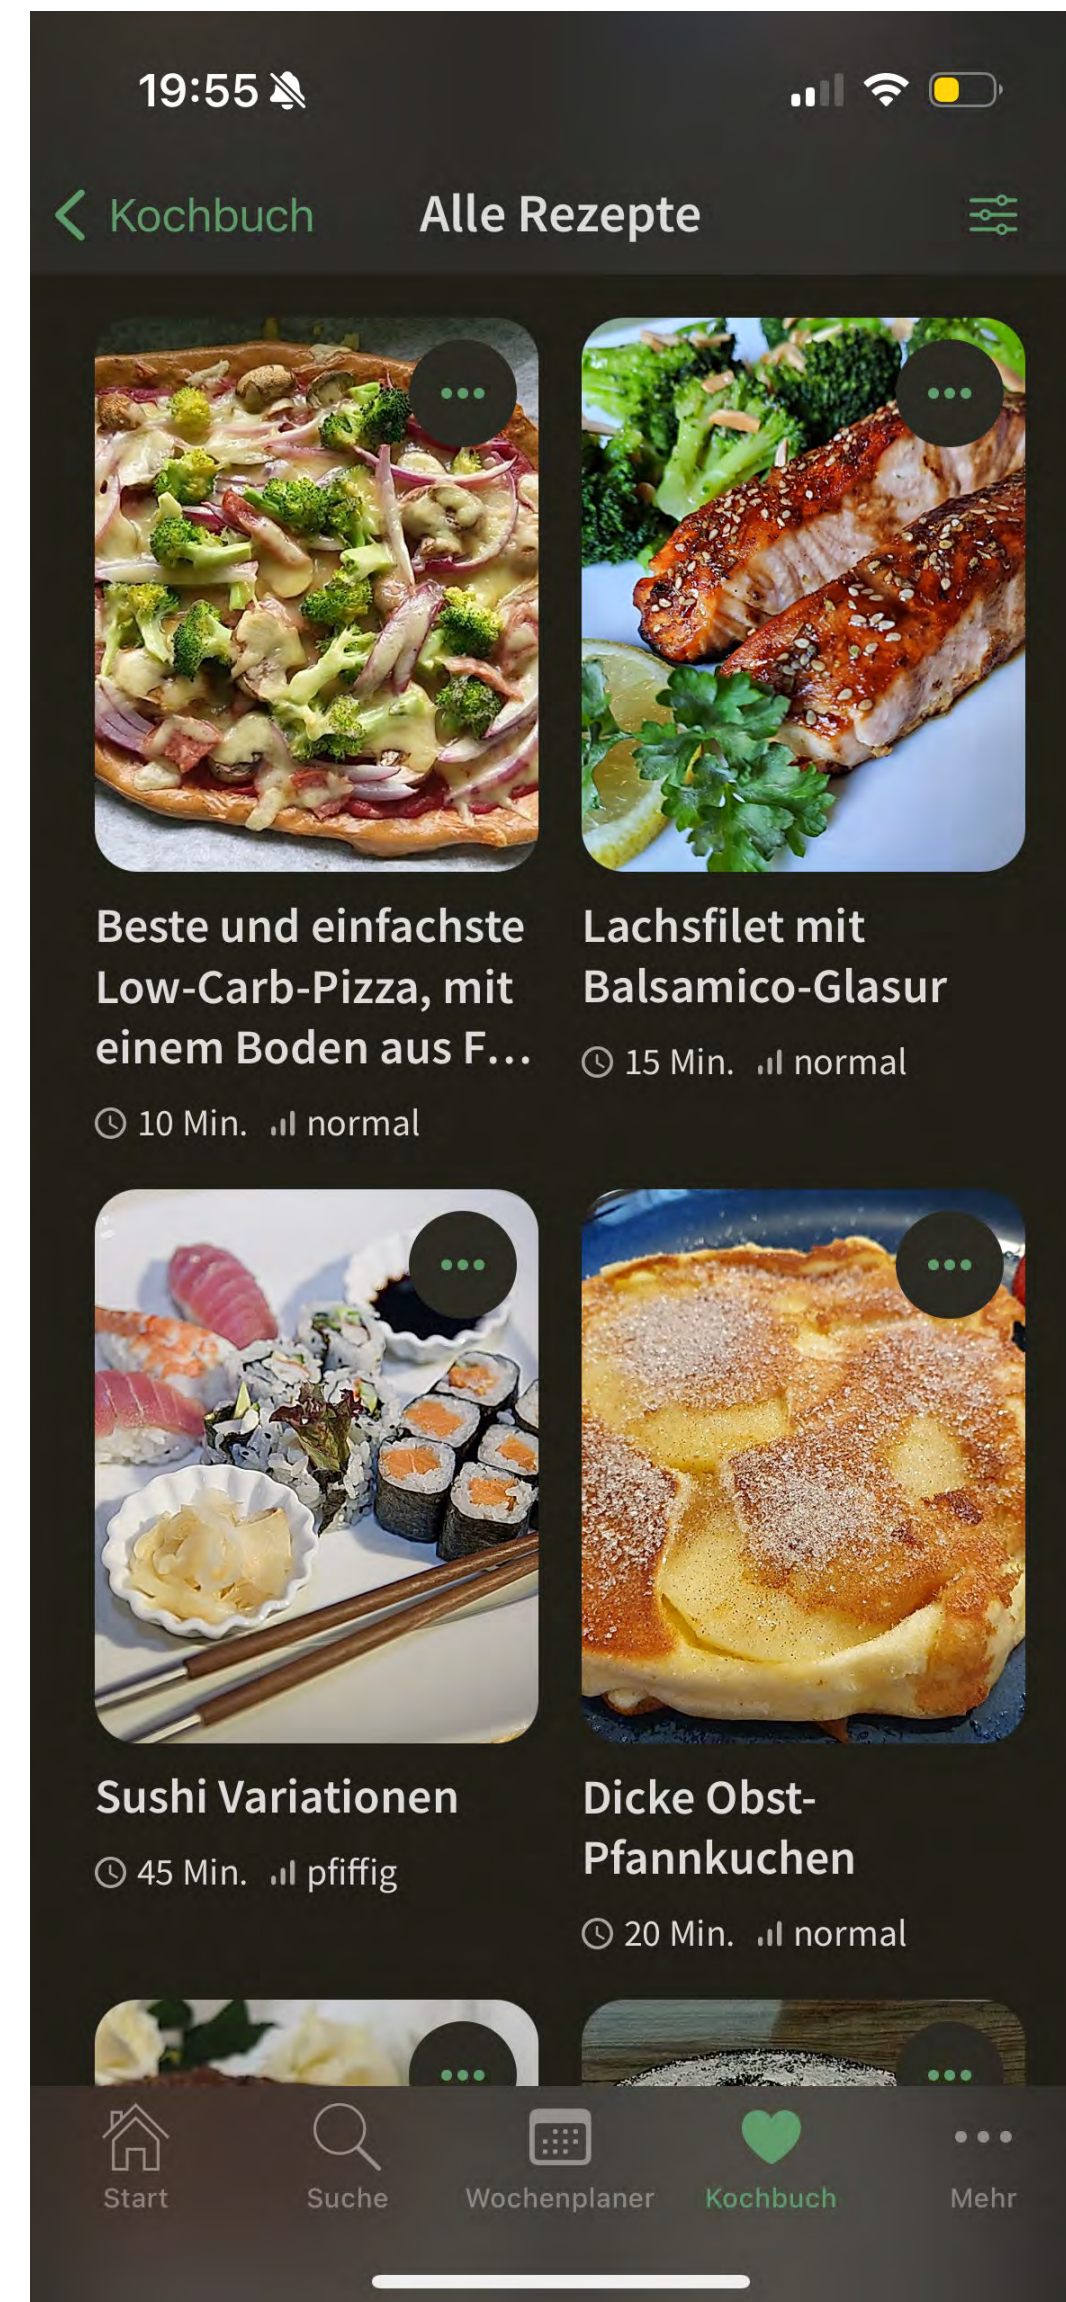 19:55
Kochbuch
Alle Rezepte
Beste und einfachste
Low-Carb-Pizza, mit
einem Boden aus F...
10 Min. normal
Lachsfilet mit
Balsamico-Glasur
15 Min. normal
Sushi Variationen
45 Min. pfiffig
Dicke Obst-
Pfannkuchen
20 Min. normal
Start
Suche
Wochenplaner
Kochbuch
Mehr